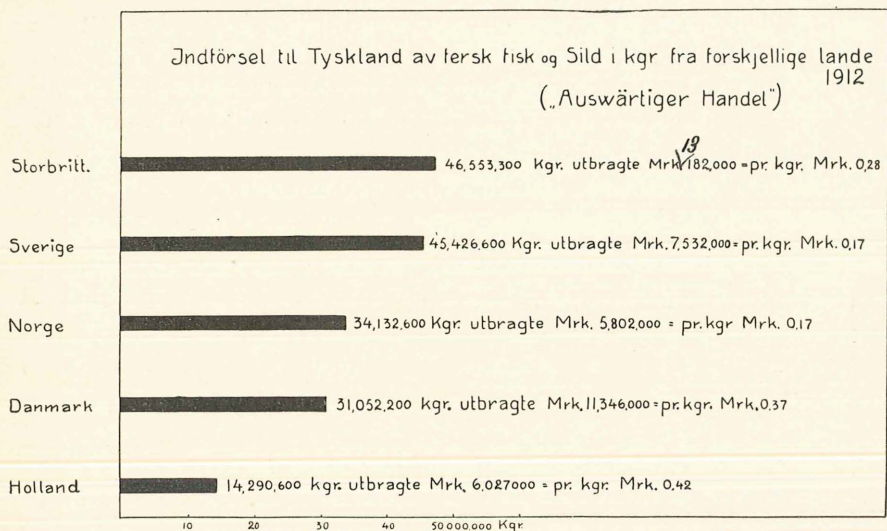 Indförsel til Tyskland av fersk fisk og Sild i kgr fra forskjellige lande
1912
(„Auswärtiger Handel")
Storbritt. 46,553,300 Kgr. utbragte Mrk. 13 182,000 = pr. kgr. Mrk. 0,28
Sverige 45,426,600 Kgr. utbragte Mrk. 7,532,000 = pr. kgr. Mrk. 0,17
Norge 34,132,600 Kgr. utbragte Mrk. 5,802,000 = pr. kgr Mrk. 0,17
Danmark 31,052,200 kgr. utbragte Mrk. 11,346,000 = pr. kgr. Mrk. 0,37
Holland 14,290,600 kgr. utbragte Mrk. 6,027000 = pr. kgr. Mrk. 0,42
10 20 30 40 50 000,000 Kgr.